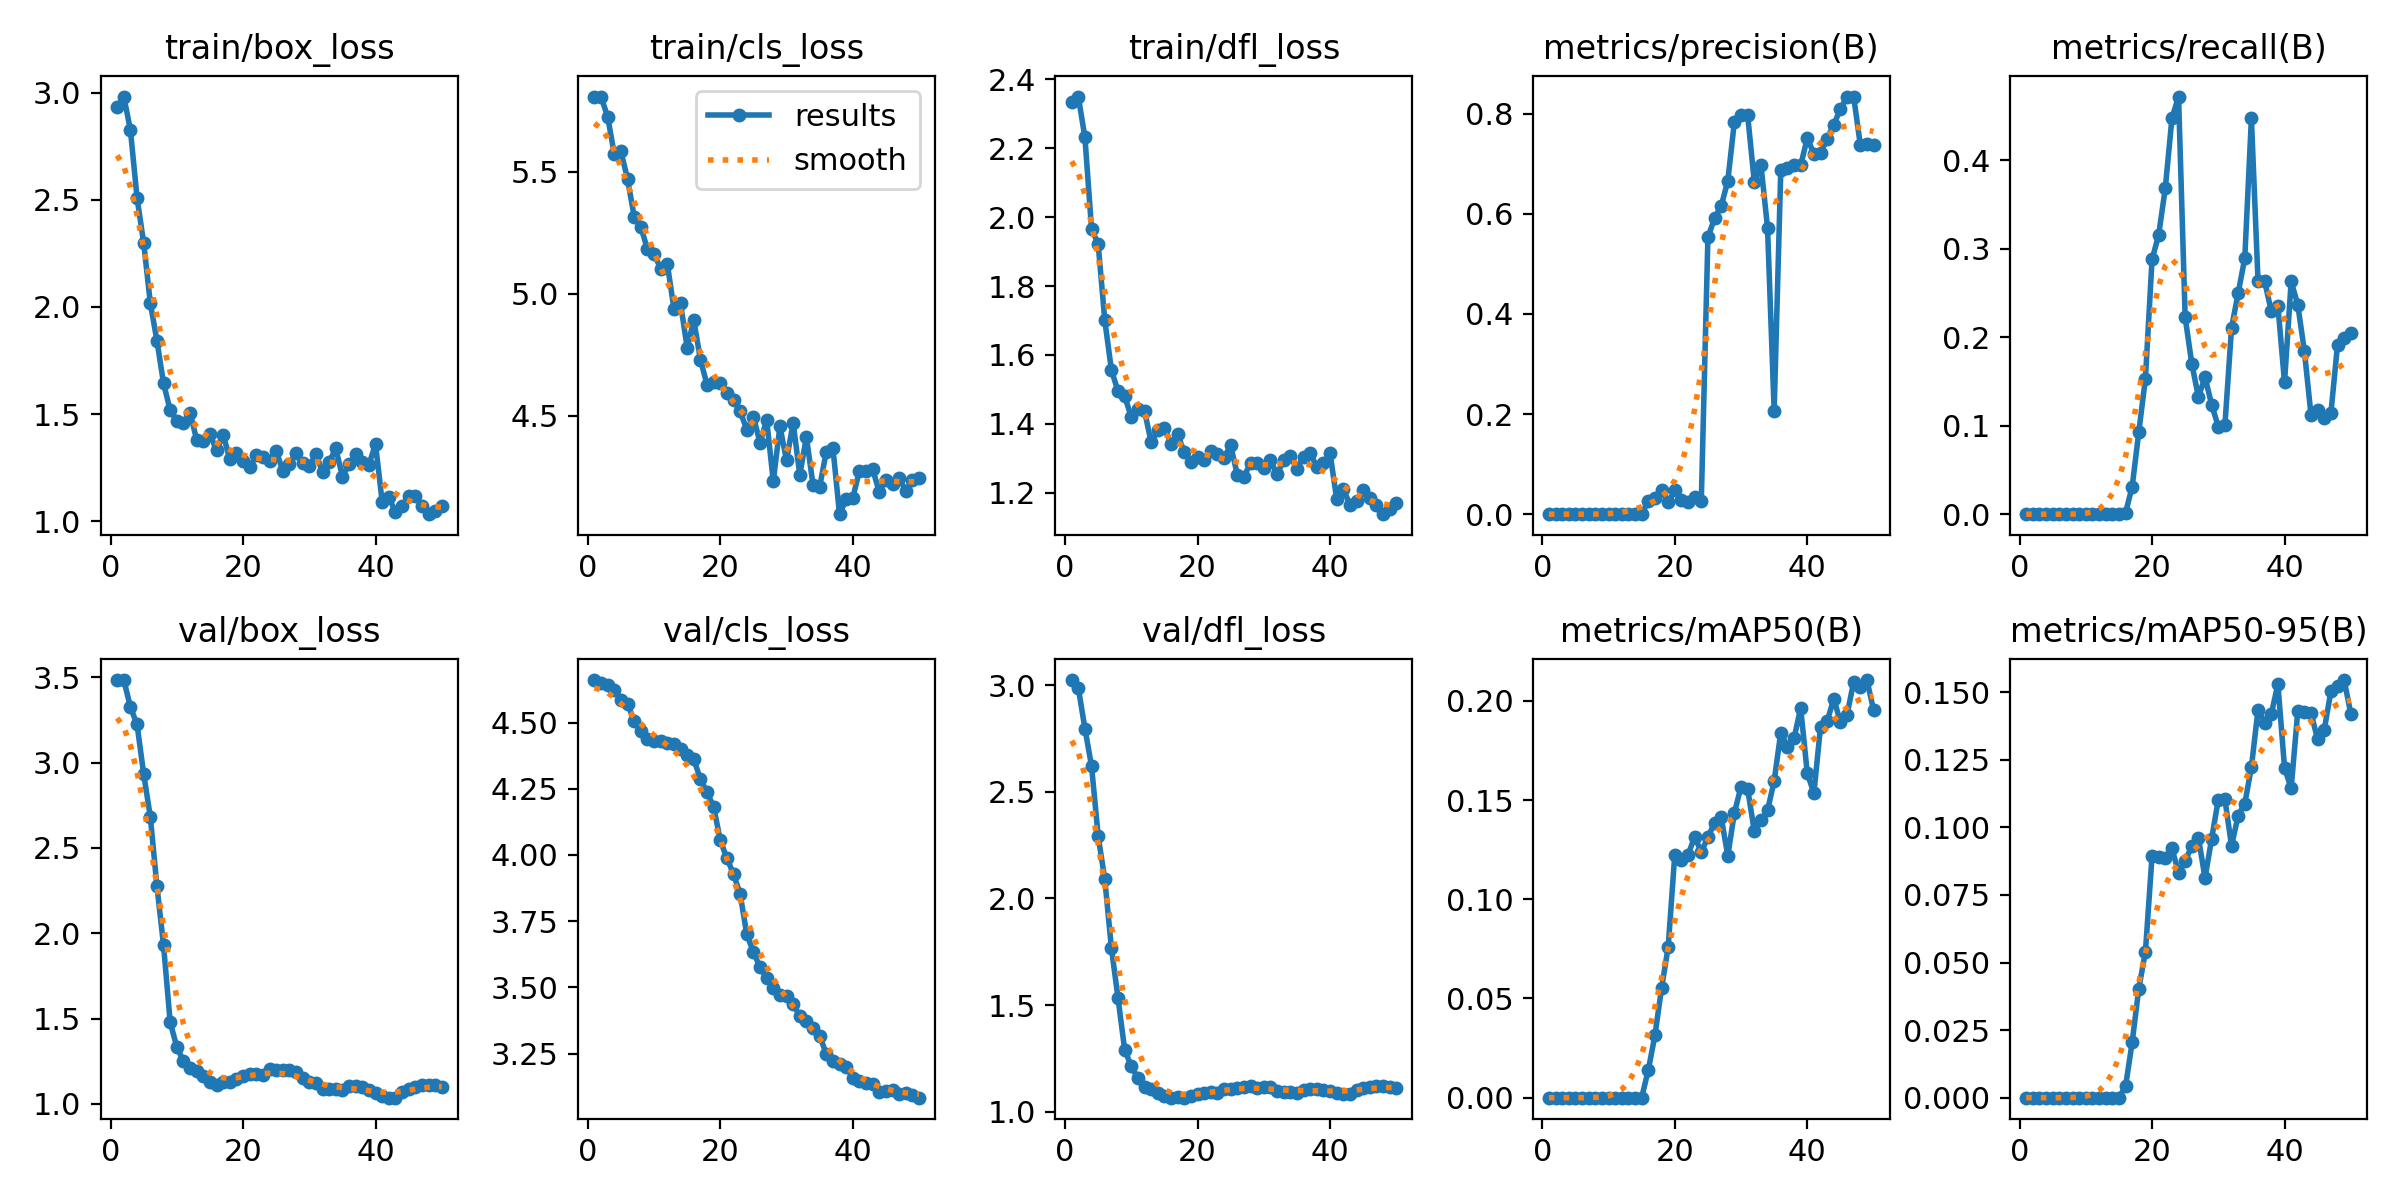 train/box_loss
3.0
2.5
2.0
1.5
1.0
0 20 40
train/cls_loss
results
smooth
5.5
5.0
4.5
0 20 40
train/dfl_loss
2.4
2.2
2.0
1.8
1.6
1.4
1.2
0 20 40
metrics/precision(B)
0.8
0.6
0.4
0.2
0.0
0 20 40
metrics/recall(B)
0.4
0.3
0.2
0.1
0.0
0 20 40
val/box_loss
3.5
3.0
2.5
2.0
1.5
1.0
0 20 40
val/cls_loss
4.50
4.25
4.00
3.75
3.50
3.25
0 20 40
val/dfl_loss
3.0
2.5
2.0
1.5
1.0
0 20 40
metrics/mAP50(B)
0.20
0.15
0.10
0.05
0.00
0 20 40
metrics/mAP50-95(B)
0.150
0.125
0.100
0.075
0.050
0.025
0.000
0 20 40